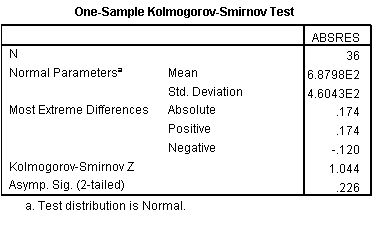 One-Sample Kolmogorov-Smirnov Test
ABSRES
N 36
Normal Parametersa Mean 6.8798E2
Std. Deviation 4.6043E2
Most Extreme Differences Absolute .174
Positive .174
Negative -.120
Kolmogorov-Smirnov Z 1.044
Asymp. Sig. (2-tailed) .226
a. Test distribution is Normal.